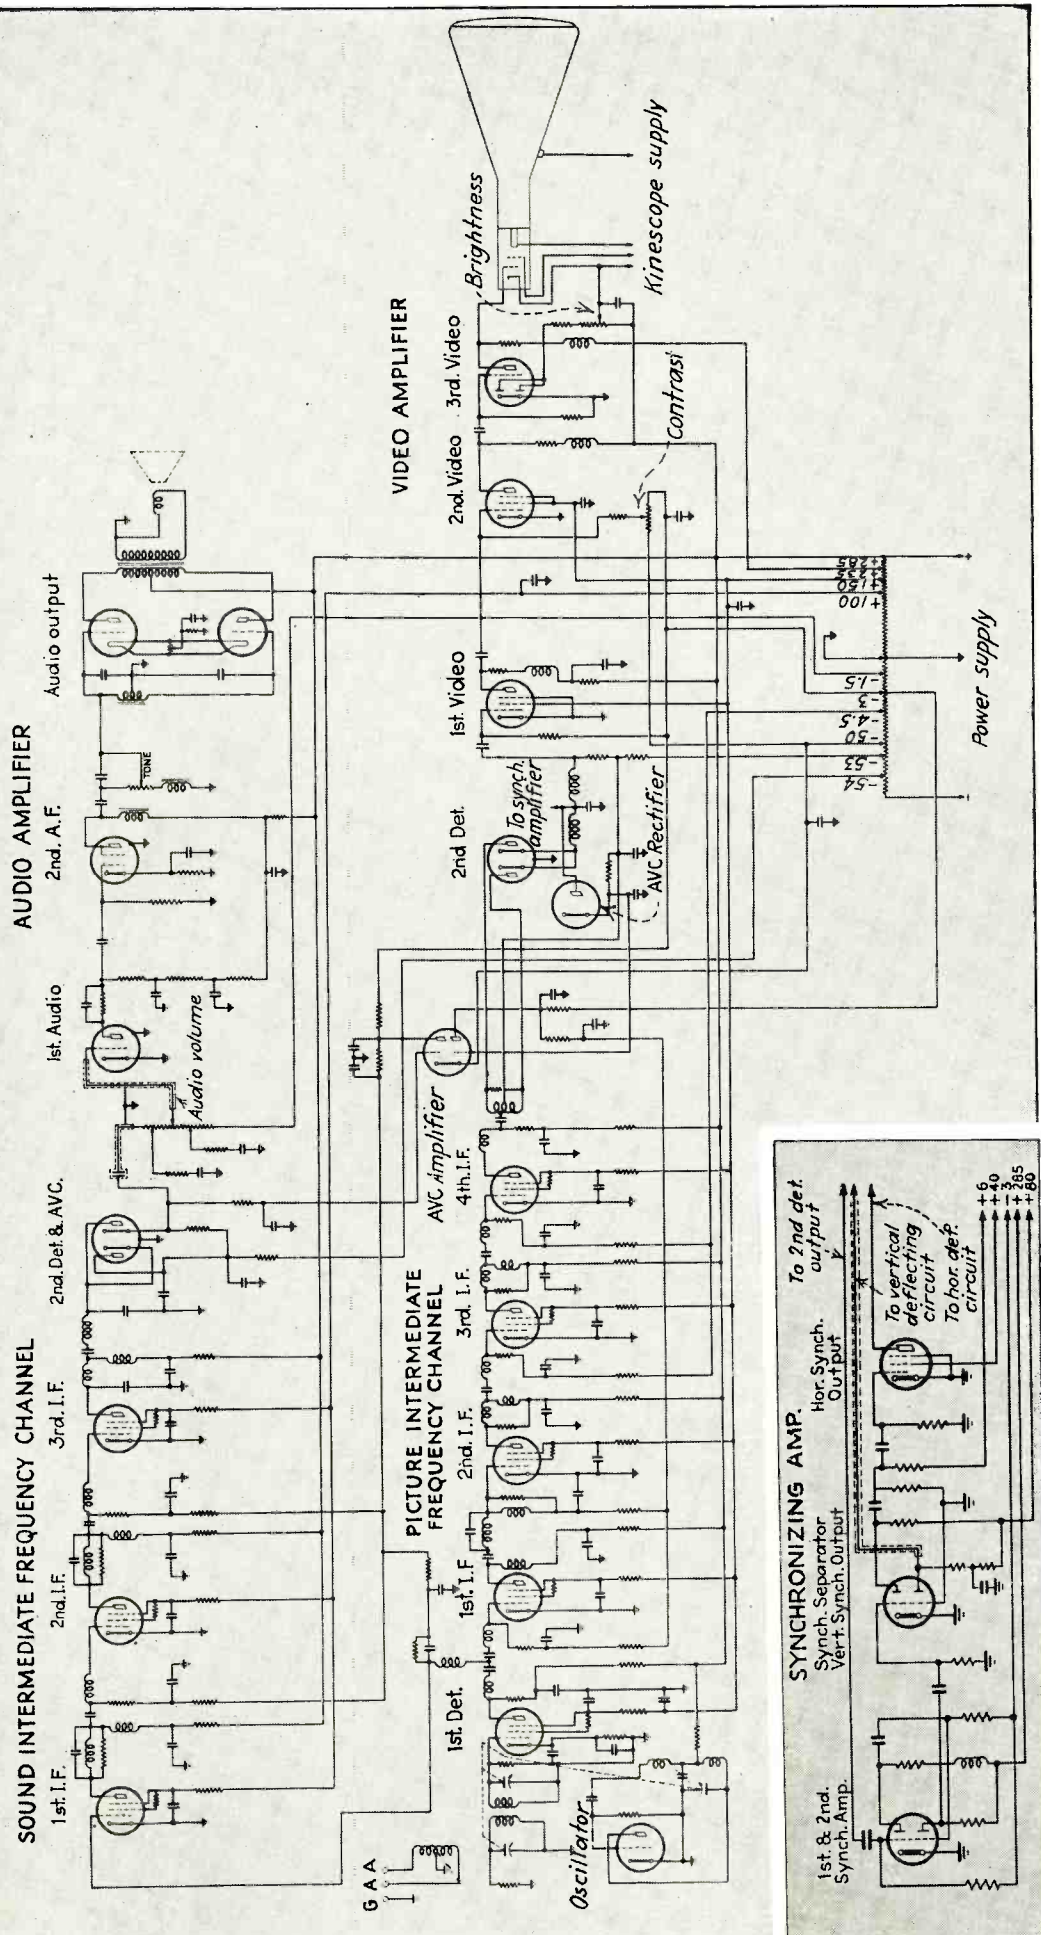 SOUND INTERMEDIATE FREQUENCY CHANNEL
1st. I.F.
2nd. I.F.
3rd. I.F.
2nd. Det. & AVC.
AUDIO AMPLIFIER
1st. Audio
2nd. A.F.
Audio output
Audio volume
TONE
PICTURE INTERMEDIATE
FREQUENCY CHANNEL
G A A
Oscillator
1st. Det.
1st. I.F
2nd. I.F.
3rd. I.F.
4th. I.F.
AVC Amplifier
2nd Det.
To synch.
amplifier
AVC Rectifier
VIDEO AMPLIFIER
1st. Video
2nd. Video
3rd. Video
Brightness
Contrast
Kinescope supply
-54
-53
-50
-4.5
-3
-1.5
+100
+150
+285
Power supply
SYNCHRONIZING AMP.
1st. & 2nd.
Synch. Amp.
Synch. Separator
Vert. Synch. Output
Hor. Synch.
Output
To 2nd det.
output
To vertical
deflecting
circuit
To hor. def.
circuit
+6
+40
-3
+285
+80